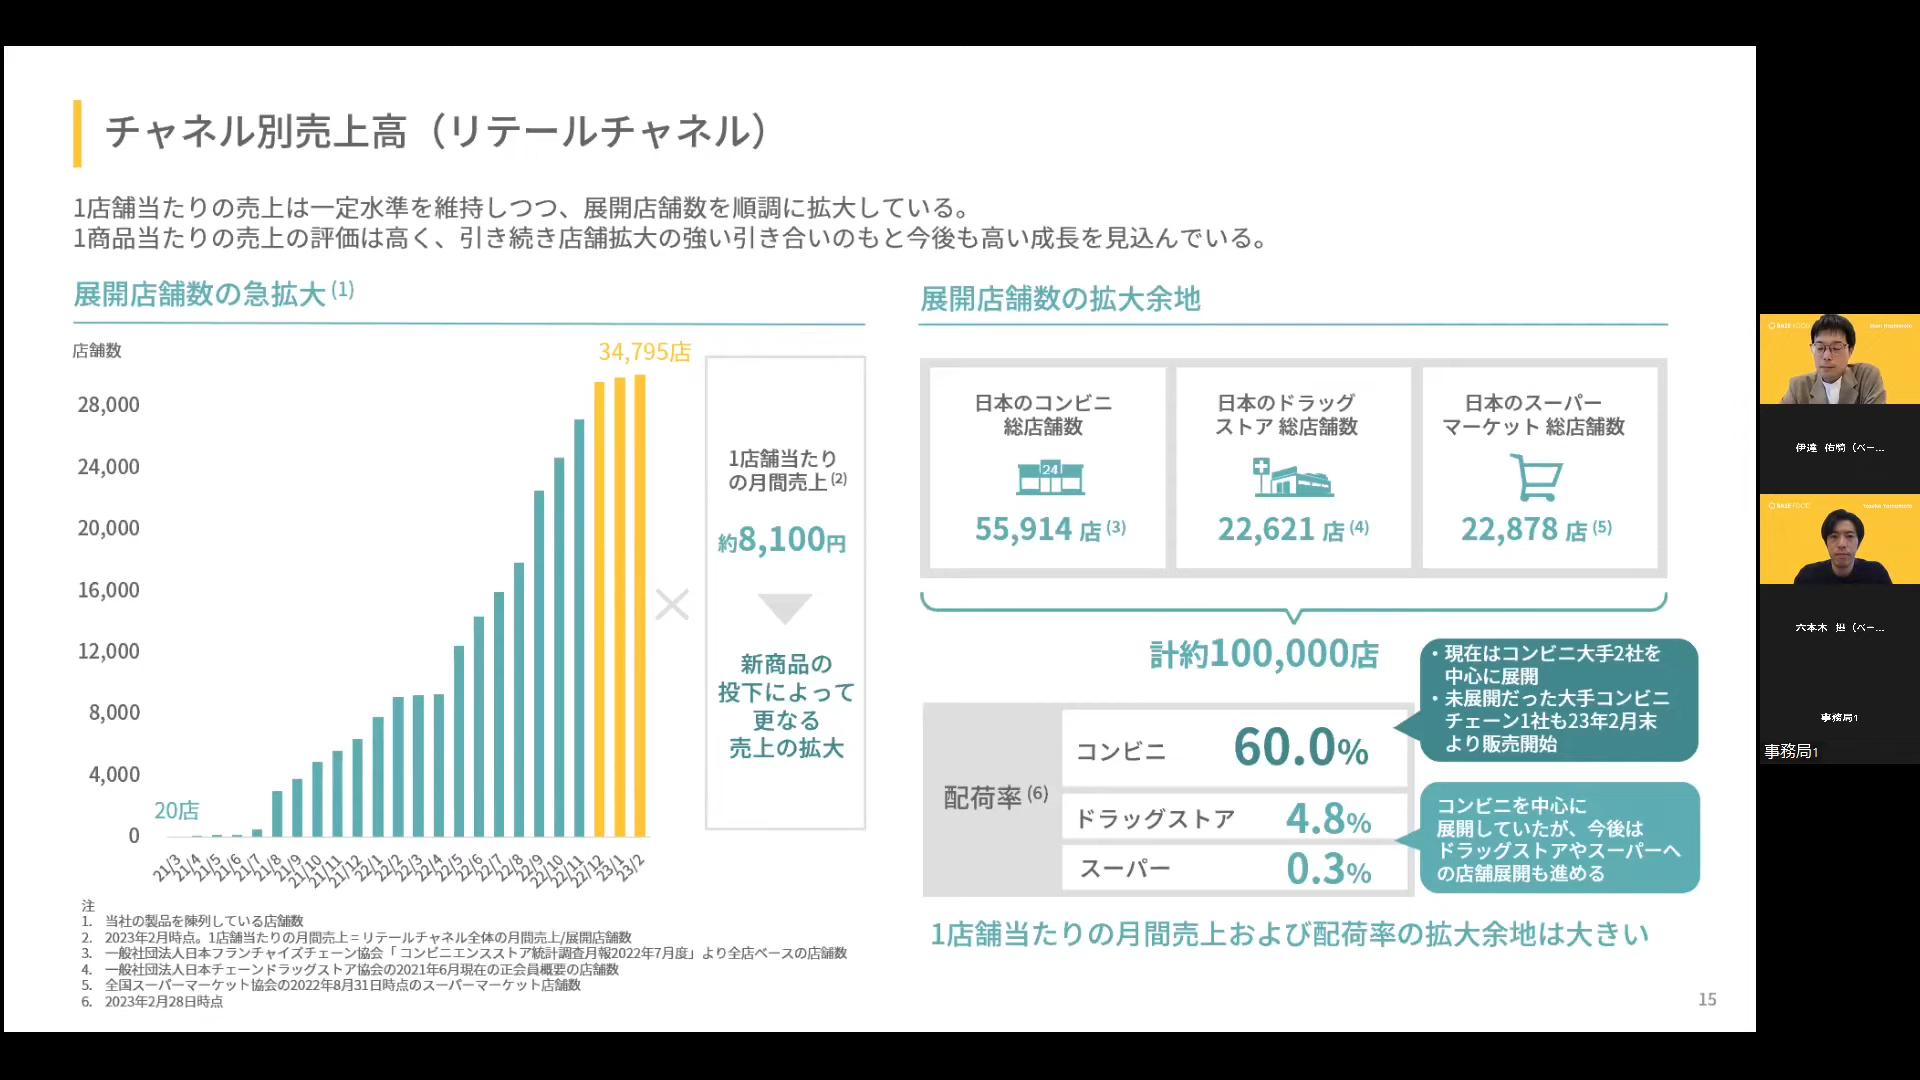 チャネル別売上高（リテールチャネル）
1店舗当たりの売上は一定水準を維持しつつ、展開店舗数を順調に拡大している。
1商品当たりの売上の評価は高く、引き続き店舗拡大の強い引き合いのもと今後も高い成長を見込んでいる。
展開店舗数の急拡大(1)
店舗数
34,795店
28,000
24,000
20,000
16,000
12,000
8,000
4,000
0
20店
21/3
21/4
21/5
21/6
21/7
21/8
21/9
21/10
21/11
21/12
22/1
22/2
22/3
22/4
22/5
22/6
22/7
22/8
22/9
22/10
22/11
22/12
23/1
23/2
1店舗当たり
の月間売上(2)
約8,100円
新商品の
投下によって
更なる
売上の拡大
展開店舗数の拡大余地
日本のコンビニ
総店舗数
24
55,914 店(3)
日本のドラッグ
ストア 総店舗数
22,621 店(4)
日本のスーパー
マーケット 総店舗数
22,878 店(5)
計約100,000店
配荷率(6)
コンビニ 60.0%
ドラッグストア 4.8%
スーパー 0.3%
・現在はコンビニ大手2社を
中心に展開
・未展開だった大手コンビニ
チェーン1社も23年2月末
より販売開始
コンビニを中心に
展開していたが、今後は
ドラッグストアやスーパーへ
の店舗展開も進める
1店舗当たりの月間売上および配荷率の拡大余地は大きい
注
1. 当社の製品を陳列している店舗数
2. 2023年2月時点。1店舗当たりの月間売上＝リテールチャネル全体の月間売上/展開店舗数
3. 一般社団法人日本フランチャイズチェーン協会「コンビニエンスストア統計調査月報2022年7月度」より全店ベースの店舗数
4. 一般社団法人日本チェーンドラッグストア協会の2021年6月現在の正会員概要の店舗数
5. 全国スーパーマーケット協会の2022年8月31日時点のスーパーマーケット店舗数
6. 2023年2月28日時点
15
BASE FOOD
伊達 佑騎（ベー...
BASE FOOD
Yosuke Yamamoto
六本木 拙（ベー...
事務局1
事務局1